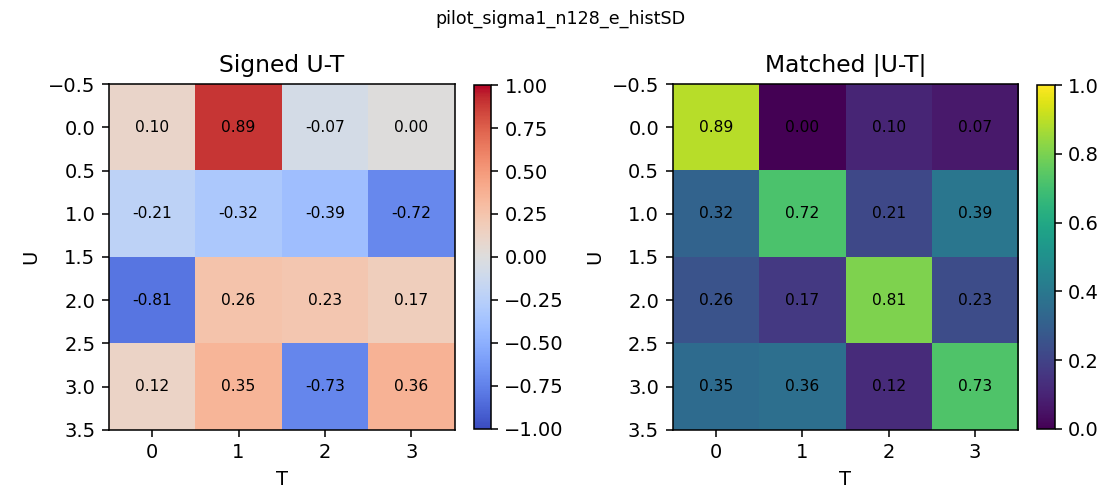 pilot_sigma1_n128_e_histSD
Signed U-T
−0.5
0.0
0.5
1.0
1.5
2.0
2.5
3.0
3.5
U
0.10 0.89 -0.07 0.00
-0.21 -0.32 -0.39 -0.72
-0.81 0.26 0.23 0.17
0.12 0.35 -0.73 0.36
0 1 2 3
T
1.00
0.75
0.50
0.25
0.00
−0.25
−0.50
−0.75
−1.00
Matched |U-T|
−0.5
0.0
0.5
1.0
1.5
2.0
2.5
3.0
3.5
U
0.89 0.00 0.10 0.07
0.32 0.72 0.21 0.39
0.26 0.17 0.81 0.23
0.35 0.36 0.12 0.73
0 1 2 3
T
1.0
0.8
0.6
0.4
0.2
0.0